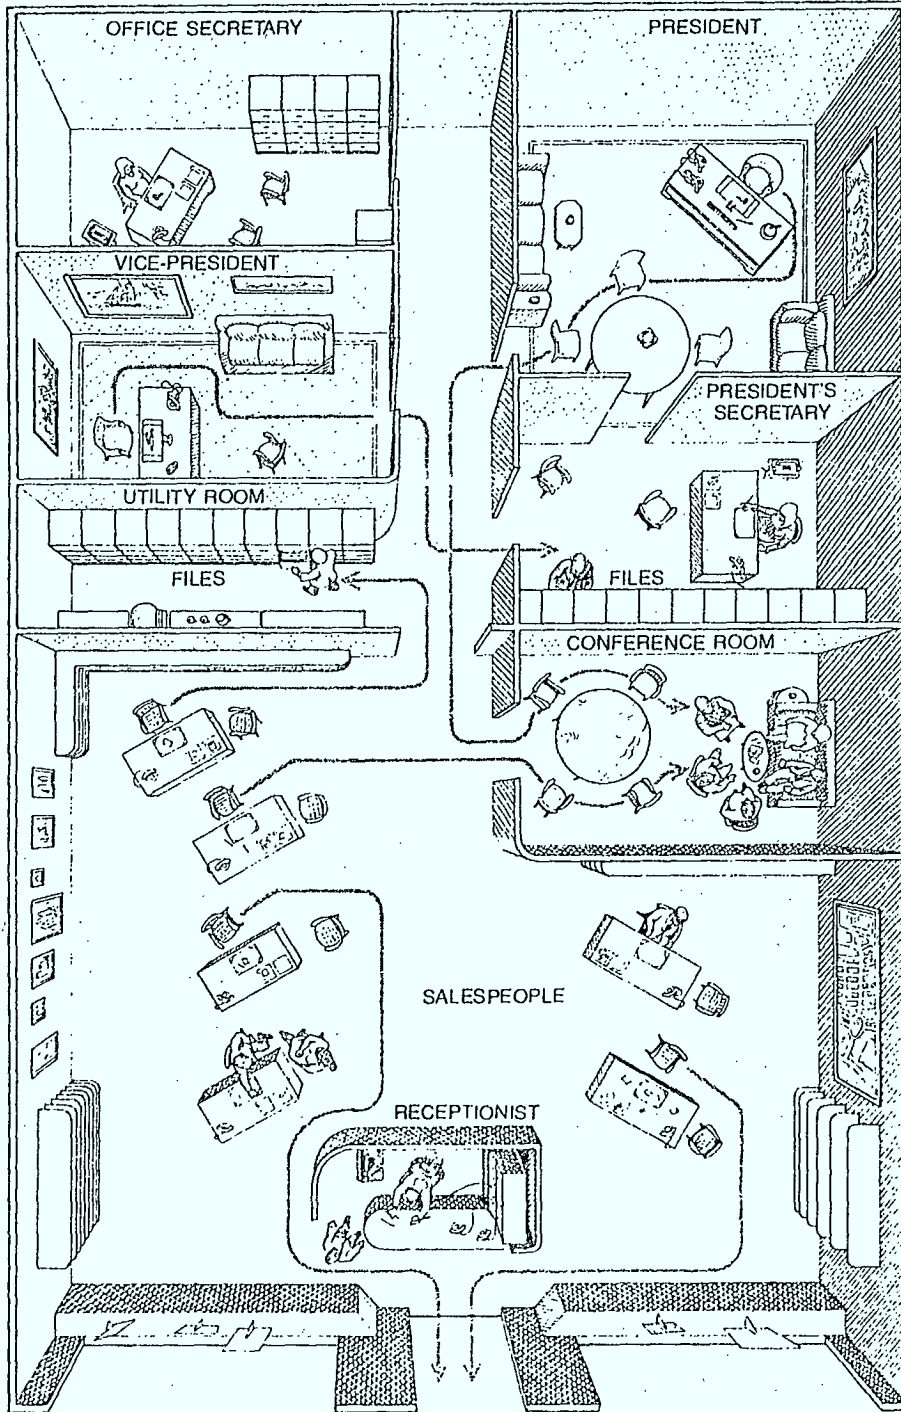 OFFICE SECRETARY
PRESIDENT
VICE-PRESIDENT
PRESIDENT'S
SECRETARY
UTILITY ROOM
FILES
FILES
CONFERENCE ROOM
SALESPEOPLE
RECEPTIONIST